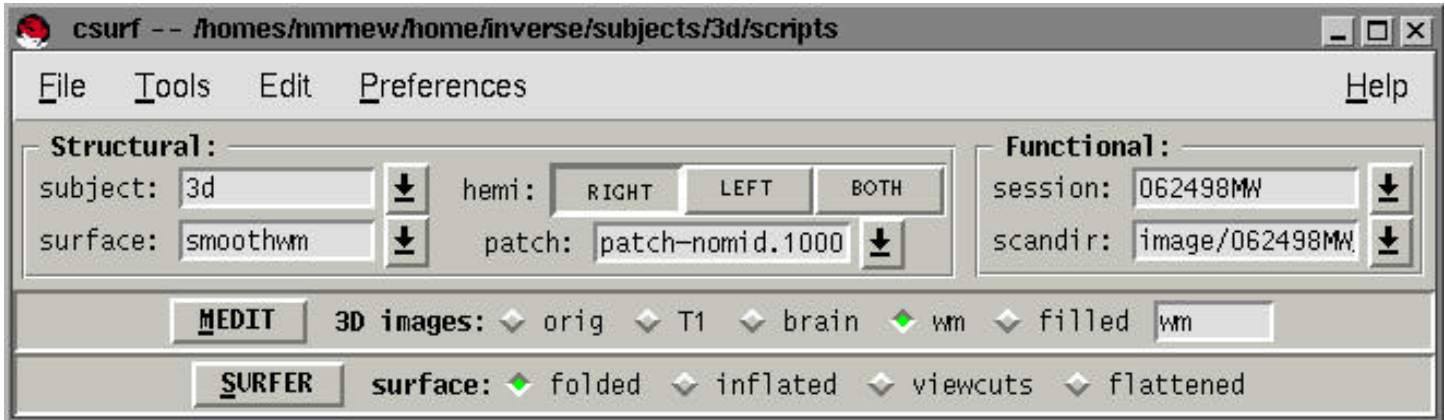 csurf -- /homes/nmrnew/home/inverse/subjects/3d/scripts
File Tools Edit Preferences Help
Structural: Functional:
subject: 3d hemi: RIGHT LEFT BOTH session: 062498MW
surface: smoothwm patch: patch-nomid.1000 scandir: image/062498MW
MEDIT 3D images: orig T1 brain wm filled wm
SURFER surface: folded inflated viewcuts flattened